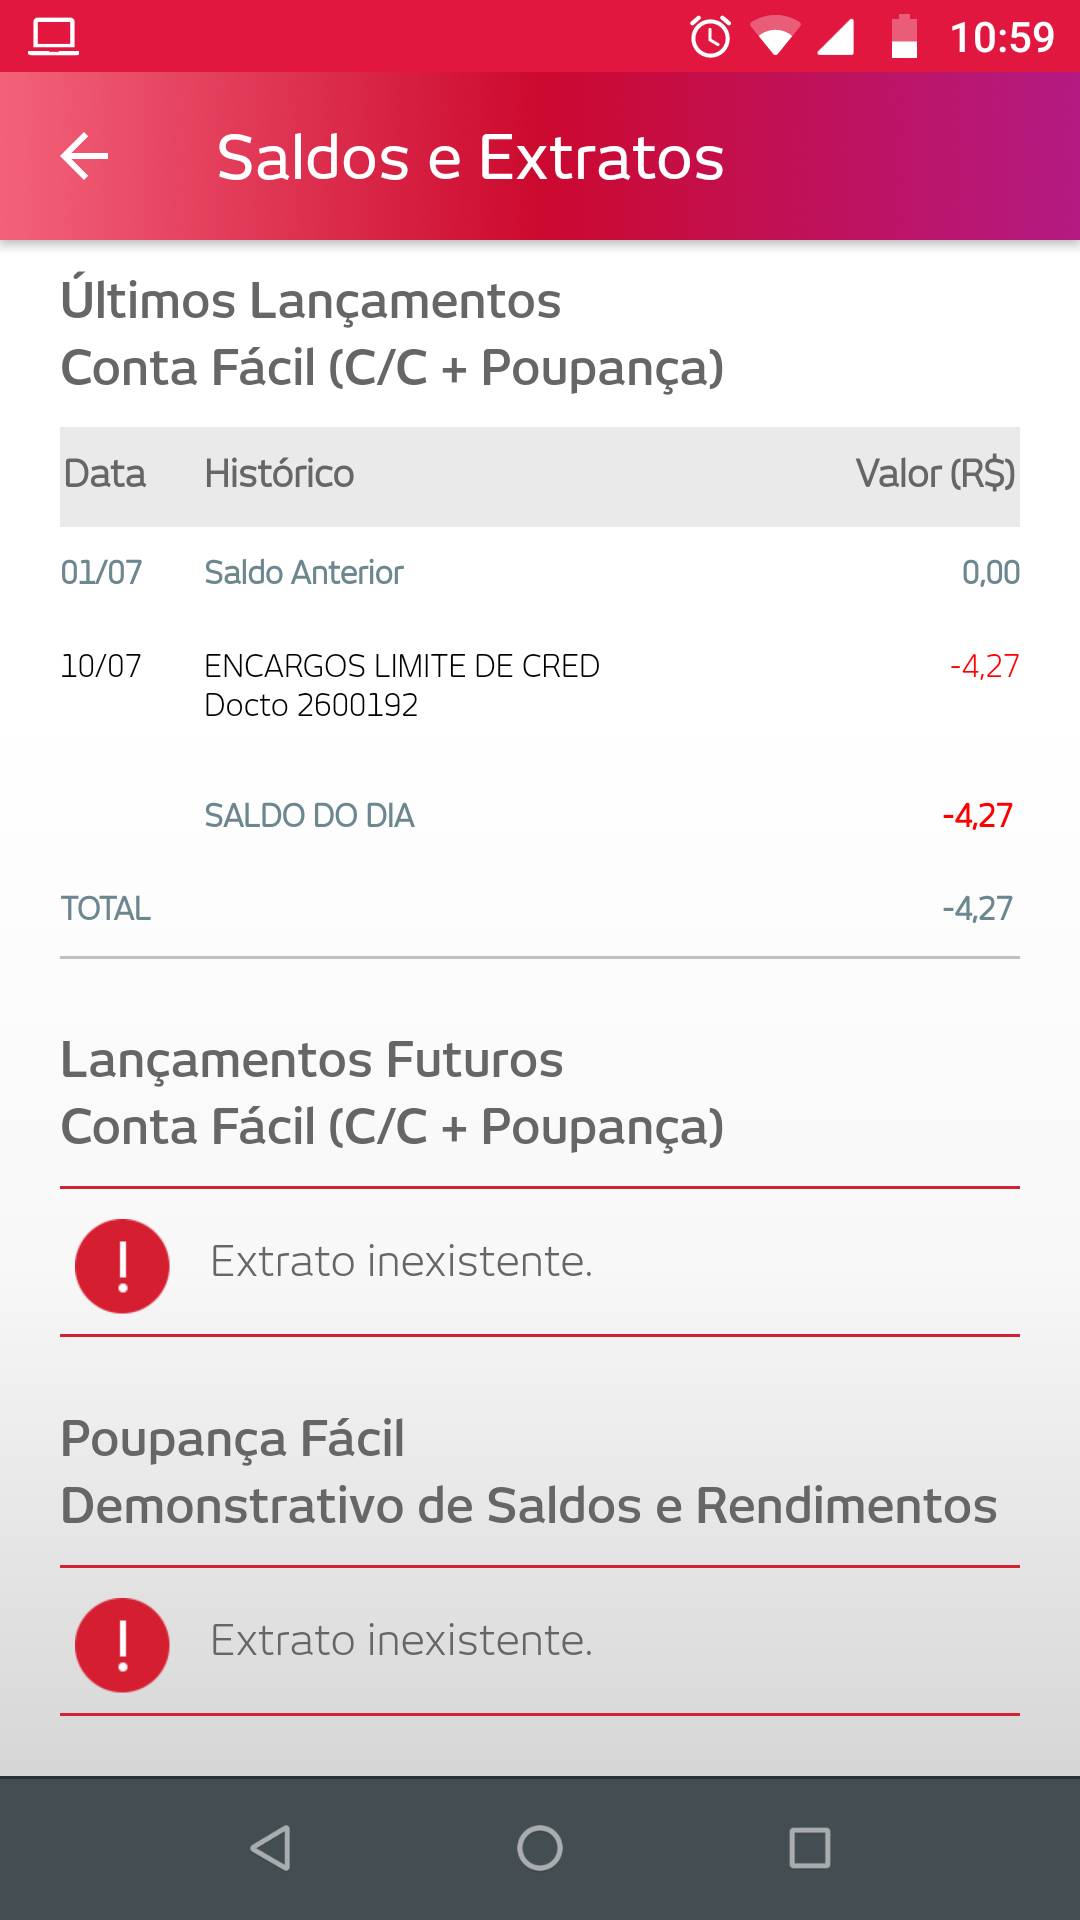 10:59
Saldos e Extratos
Últimos Lançamentos
Conta Fácil (C/C + Poupança)
Data Histórico Valor (R$)
01/07 Saldo Anterior 0,00
10/07 ENCARGOS LIMITE DE CRED -4,27
Docto 2600192
SALDO DO DIA -4,27
TOTAL -4,27
Lançamentos Futuros
Conta Fácil (C/C + Poupança)
Extrato inexistente.
Poupança Fácil
Demonstrativo de Saldos e Rendimentos
Extrato inexistente.